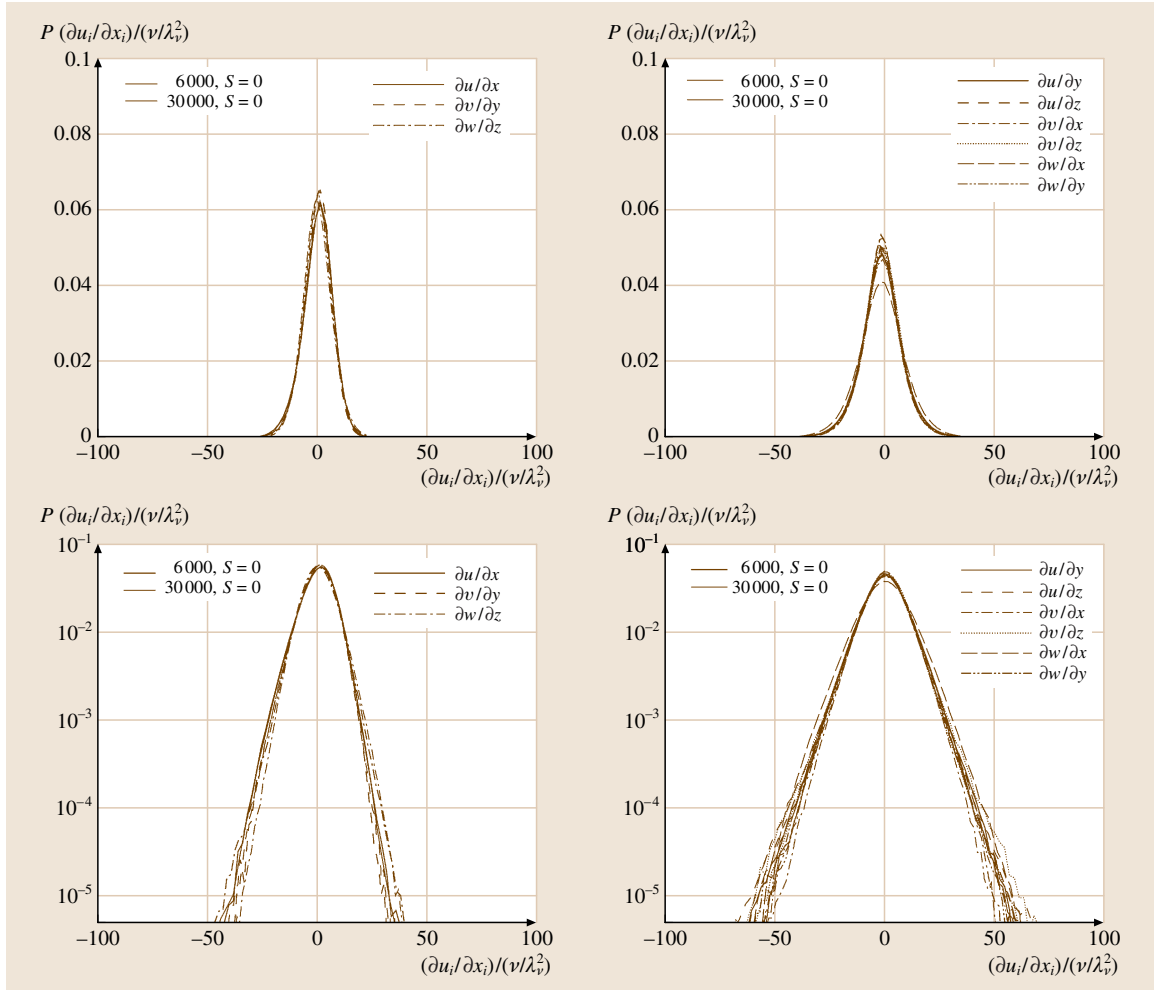 P (∂u_i/∂x_i)/(ν/λ_ν^2)
0.1
0.08
0.06
0.04
0.02
0
–100
–50
0
50
100
(∂u_i/∂x_i)/(ν/λ_ν^2)
6000, S = 0
30000, S = 0
∂u/∂x
∂v/∂y
∂w/∂z
P (∂u_i/∂x_i)/(ν/λ_ν^2)
0.1
0.08
0.06
0.04
0.02
0
–100
–50
0
50
100
(∂u_i/∂x_i)/(ν/λ_ν^2)
6000, S = 0
30000, S = 0
∂u/∂y
∂u/∂z
∂v/∂x
∂v/∂z
∂w/∂x
∂w/∂y
P (∂u_i/∂x_i)/(ν/λ_ν^2)
10^–1
10^–2
10^–3
10^–4
10^–5
–100
–50
0
50
100
(∂u_i/∂x_i)/(ν/λ_ν^2)
6000, S = 0
30000, S = 0
∂u/∂x
∂v/∂y
∂w/∂z
P (∂u_i/∂x_i)/(ν/λ_ν^2)
10^–1
10^–2
10^–3
10^–4
10^–5
–100
–50
0
50
100
(∂u_i/∂x_i)/(ν/λ_ν^2)
6000, S = 0
30000, S = 0
∂u/∂y
∂u/∂z
∂v/∂x
∂v/∂z
∂w/∂x
∂w/∂y